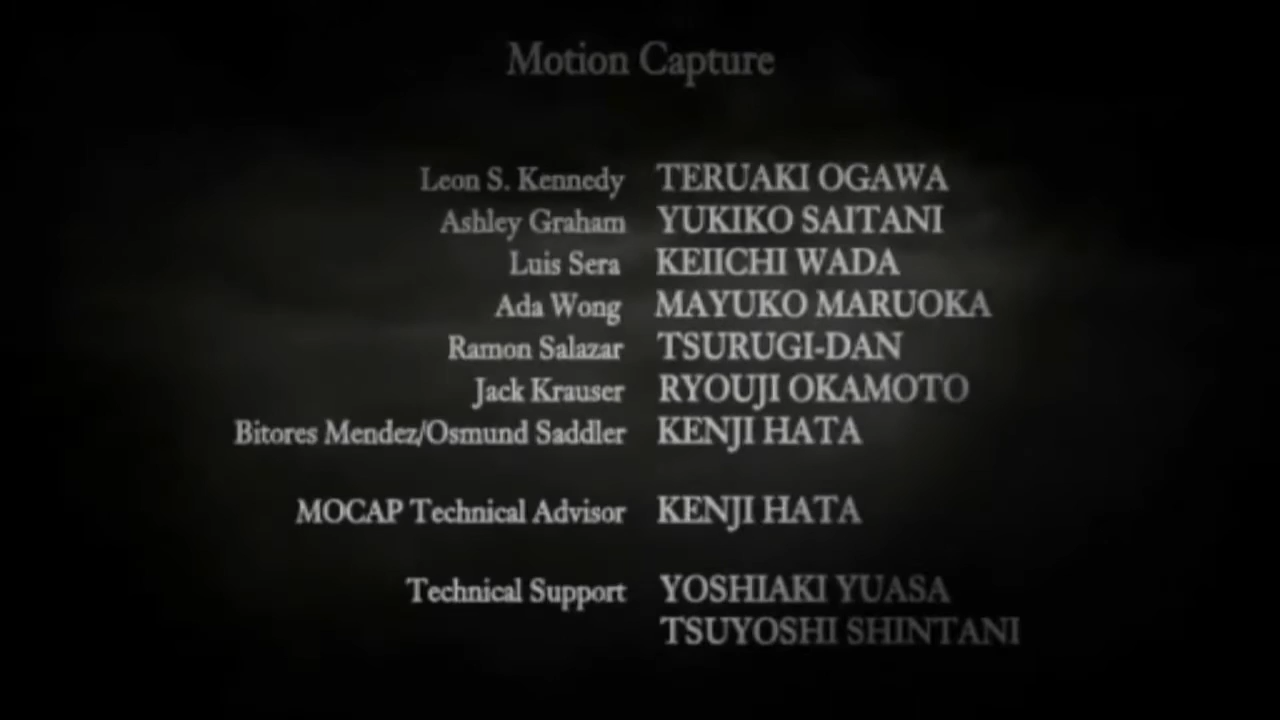 Motion Capture
Leon S. Kennedy TERUAKI OGAWA
Ashley Graham YUKIKO SAITANI
Luis Sera KEIICHI WADA
Ada Wong MAYUKO MARUOKA
Ramon Salazar TSURUGI-DAN
Jack Krauser RYOUJI OKAMOTO
Bitores Mendez/Osmund Saddler KENJI HATA
MOCAP Technical Advisor KENJI HATA
Technical Support YOSHIAKI YUASA
TSUYOSHI SHINTANI